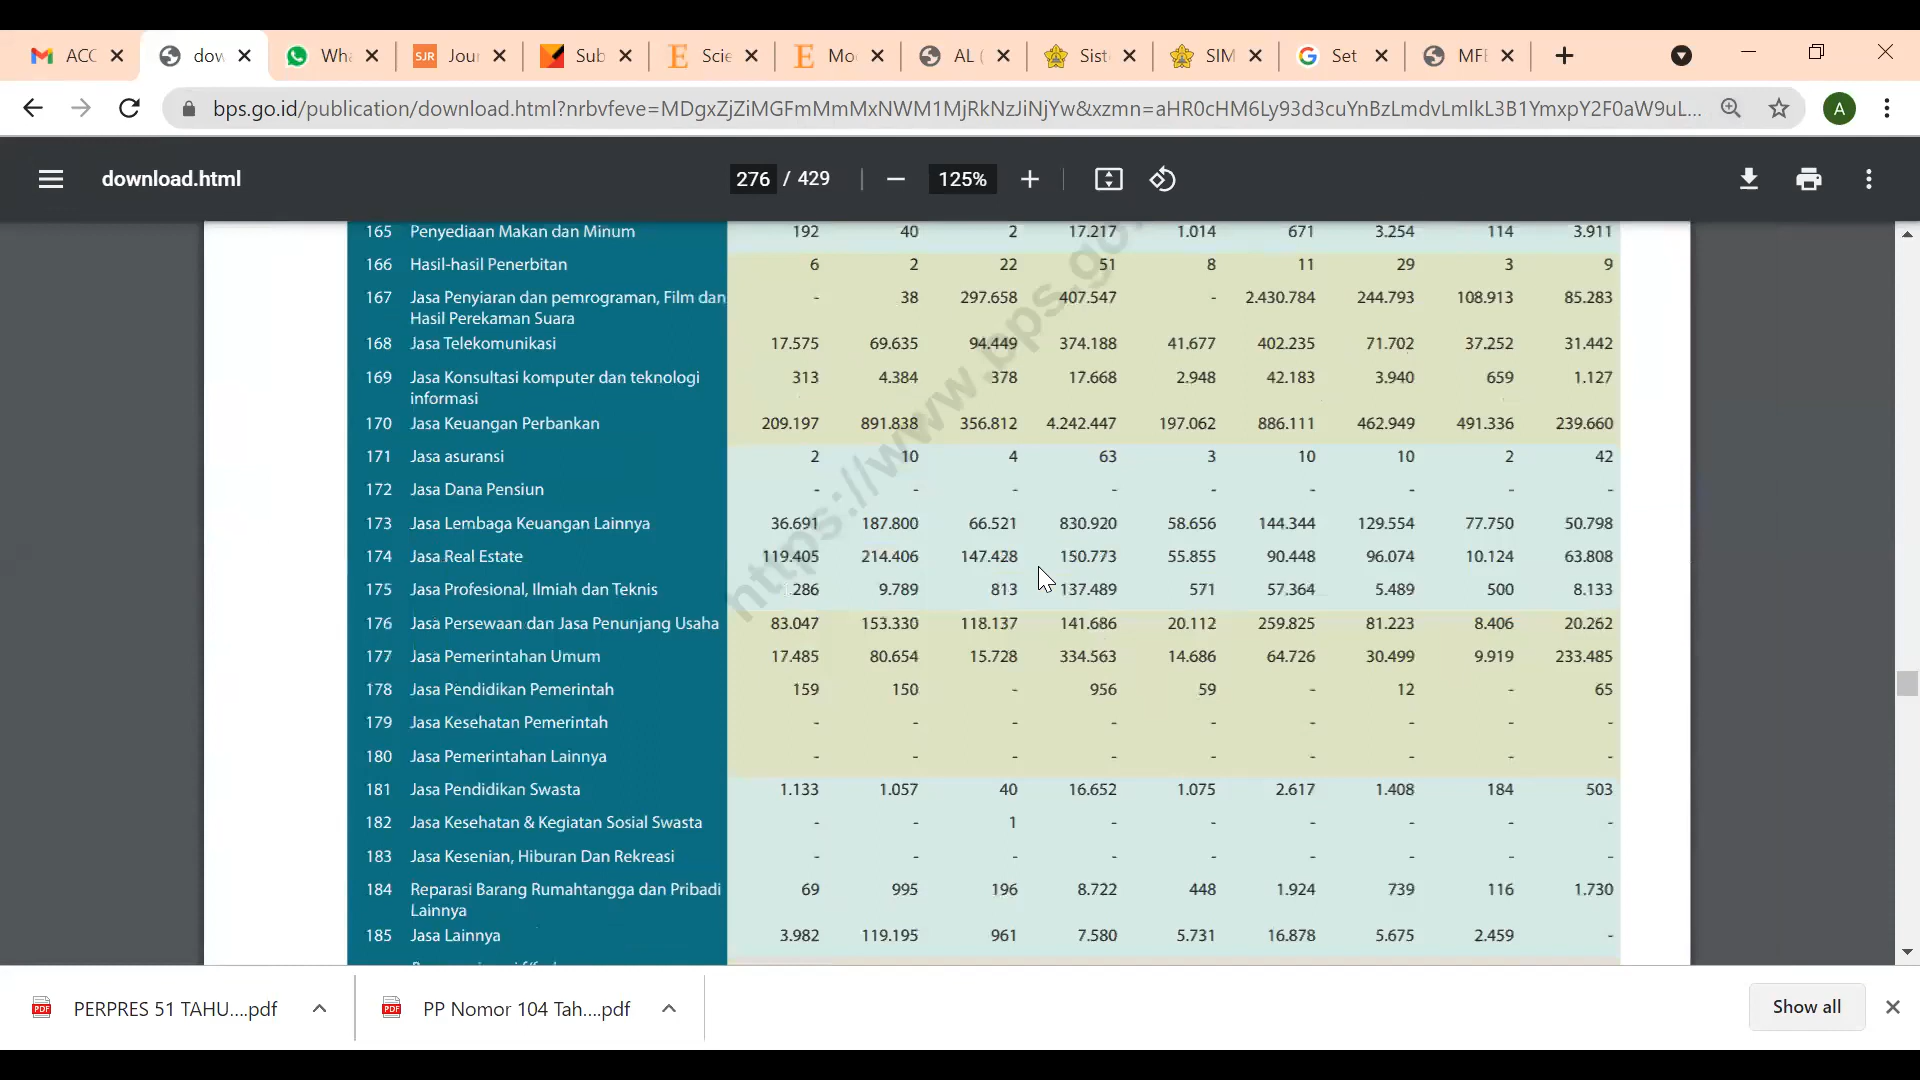 ACC
dow
Wha
SJR Jour
Sub
Scie
Mo
AL (
Sist
SIM
Set
MFE
bps.go.id/publication/download.html?nrbvfeve=MDgxZjZiMGFmMmMxNWM1MjRkNzJiNjYw&xzmn=aHR0cHM6Ly93d3cuYnBzLmdvLmlkL3B1YmxpY2F0aW9uL...
A
download.html
276 / 429
125%
165 Penyediaan Makan dan Minum 192 40 2 17.217 1.014 671 3.254 114 3.911
166 Hasil-hasil Penerbitan 6 2 22 51 8 11 29 3 9
167 Jasa Penyiaran dan pemrograman, Film dan - 38 297.658 407.547 - 2.430.784 244.793 108.913 85.283
Hasil Perekaman Suara
168 Jasa Telekomunikasi 17.575 69.635 94.449 374.188 41.677 402.235 71.702 37.252 31.442
169 Jasa Konsultasi komputer dan teknologi 313 4.384 378 17.668 2.948 42.183 3.940 659 1.127
informasi
170 Jasa Keuangan Perbankan 209.197 891.838 356.812 4.242.447 197.062 886.111 462.949 491.336 239.660
171 Jasa asuransi 2 10 4 63 3 10 10 2 42
172 Jasa Dana Pensiun - - - - - - - - -
173 Jasa Lembaga Keuangan Lainnya 36.691 187.800 66.521 830.920 58.656 144.344 129.554 77.750 50.798
174 Jasa Real Estate 119.405 214.406 147.428 150.773 55.855 90.448 96.074 10.124 63.808
175 Jasa Profesional, Ilmiah dan Teknis 286 9.789 813 137.489 571 57.364 5.489 500 8.133
176 Jasa Persewaan dan Jasa Penunjang Usaha 83.047 153.330 118.137 141.686 20.112 259.825 81.223 8.406 20.262
177 Jasa Pemerintahan Umum 17.485 80.654 15.728 334.563 14.686 64.726 30.499 9.919 233.485
178 Jasa Pendidikan Pemerintah 159 150 - 956 59 - 12 - 65
179 Jasa Kesehatan Pemerintah - - - - - - - - -
180 Jasa Pemerintahan Lainnya - - - - - - - - -
181 Jasa Pendidikan Swasta 1.133 1.057 40 16.652 1.075 2.617 1.408 184 503
182 Jasa Kesehatan & Kegiatan Sosial Swasta - - 1 - - - - - -
183 Jasa Kesenian, Hiburan Dan Rekreasi - - - - - - - - -
184 Reparasi Barang Rumahtangga dan Pribadi 69 995 196 8.722 448 1.924 739 116 1.730
Lainnya
185 Jasa Lainnya 3.982 119.195 961 7.580 5.731 16.878 5.675 2.459 -
https://www.bps.go.
PERPRES 51 TAHU....pdf
PP Nomor 104 Tah....pdf
Show all